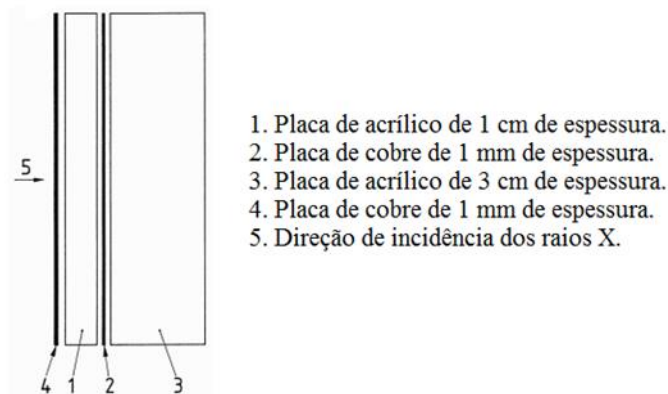 1. Placa de acrílico de 1 cm de espessura.
2. Placa de cobre de 1 mm de espessura.
5
3. Placa de acrílico de 3 cm de espessura.
4. Placa de cobre de 1 mm de espessura.
5. Direção de incidência dos raios X.
4 1 2 3